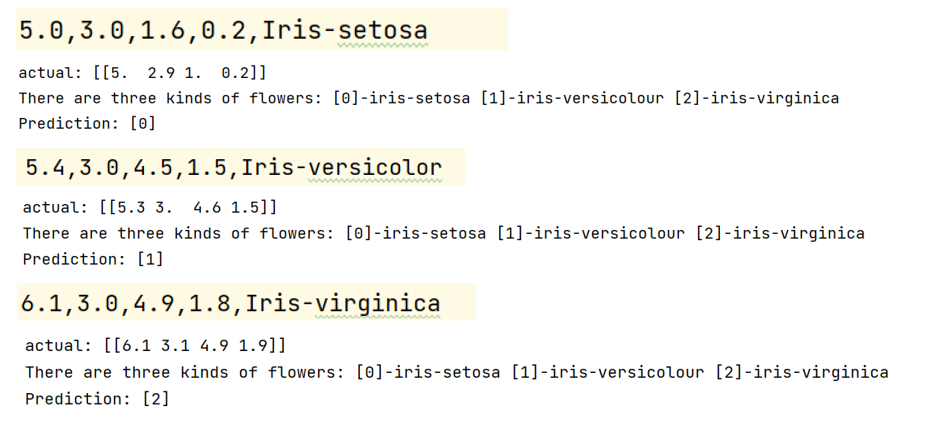 5.0,3.0,1.6,0.2,Iris-setosa
actual: [[5.  2.9 1.  0.2]]
There are three kinds of flowers: [0]-iris-setosa [1]-iris-versicolour [2]-iris-virginica
Prediction: [0]
5.4,3.0,4.5,1.5,Iris-versicolor
actual: [[5.3 3.  4.6 1.5]]
There are three kinds of flowers: [0]-iris-setosa [1]-iris-versicolour [2]-iris-virginica
Prediction: [1]
6.1,3.0,4.9,1.8,Iris-virginica
actual: [[6.1 3.1 4.9 1.9]]
There are three kinds of flowers: [0]-iris-setosa [1]-iris-versicolour [2]-iris-virginica
Prediction: [2]